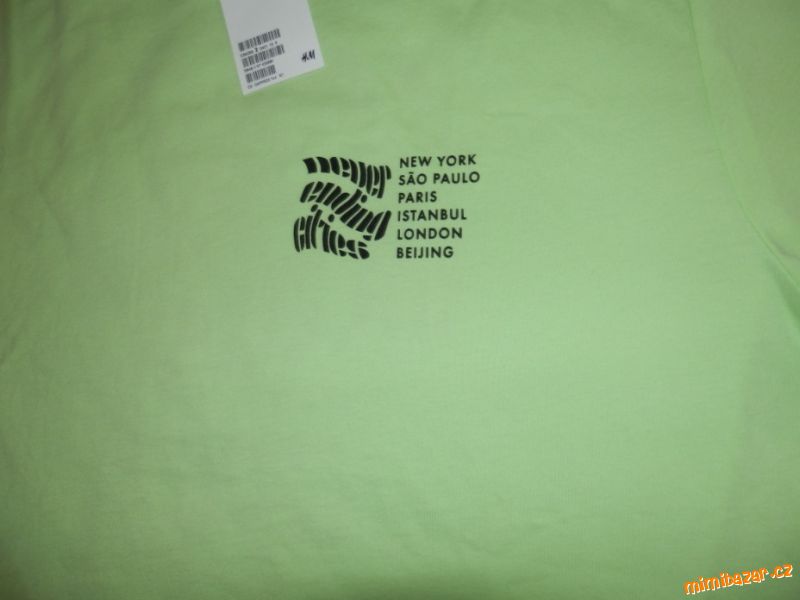 H&M
never
ending
cities
NEW YORK
SÃO PAULO
PARIS
ISTANBUL
LONDON
BEIJING
mimibazar.cz